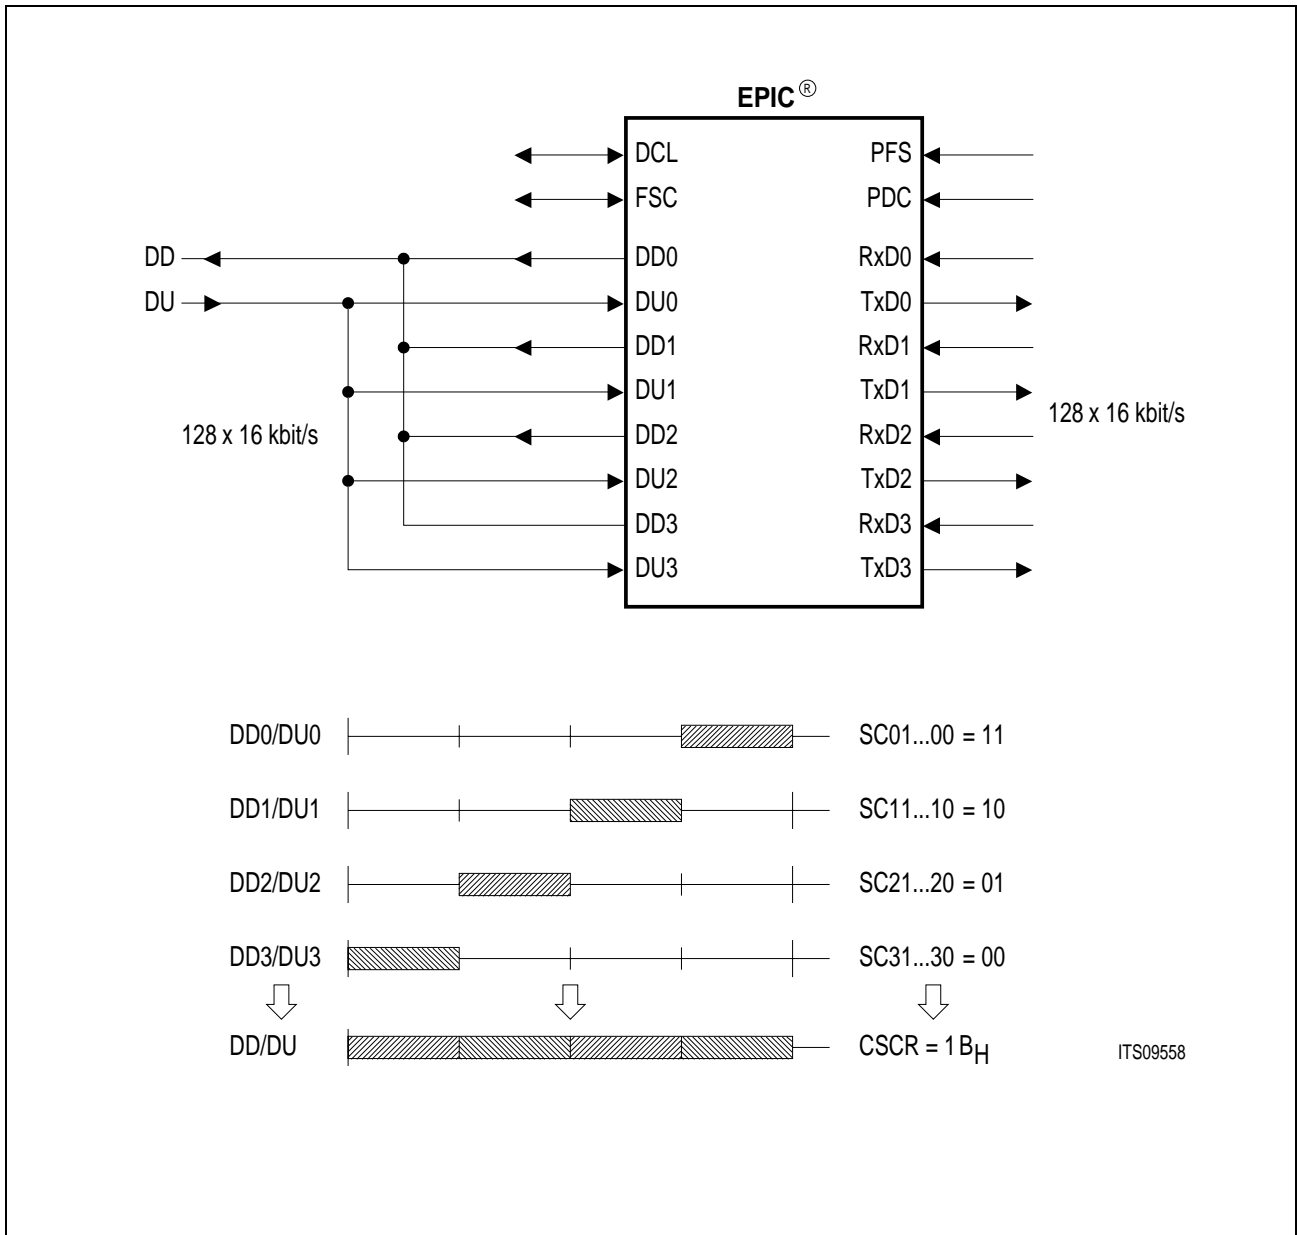 EPIC ®
DCL PFS
FSC PDC
DD DD0 RxD0
DU DU0 TxD0
DD1 RxD1
DU1 TxD1
128 x 16 kbit/s
128 x 16 kbit/s DD2 RxD2
DU2 TxD2
DD3 RxD3
DU3 TxD3
DD0/DU0 SC01...00 = 11
DD1/DU1 SC11...10 = 10
DD2/DU2 SC21...20 = 01
DD3/DU3 SC31...30 = 00
DD/DU CSCR = 1 BH ITS09558